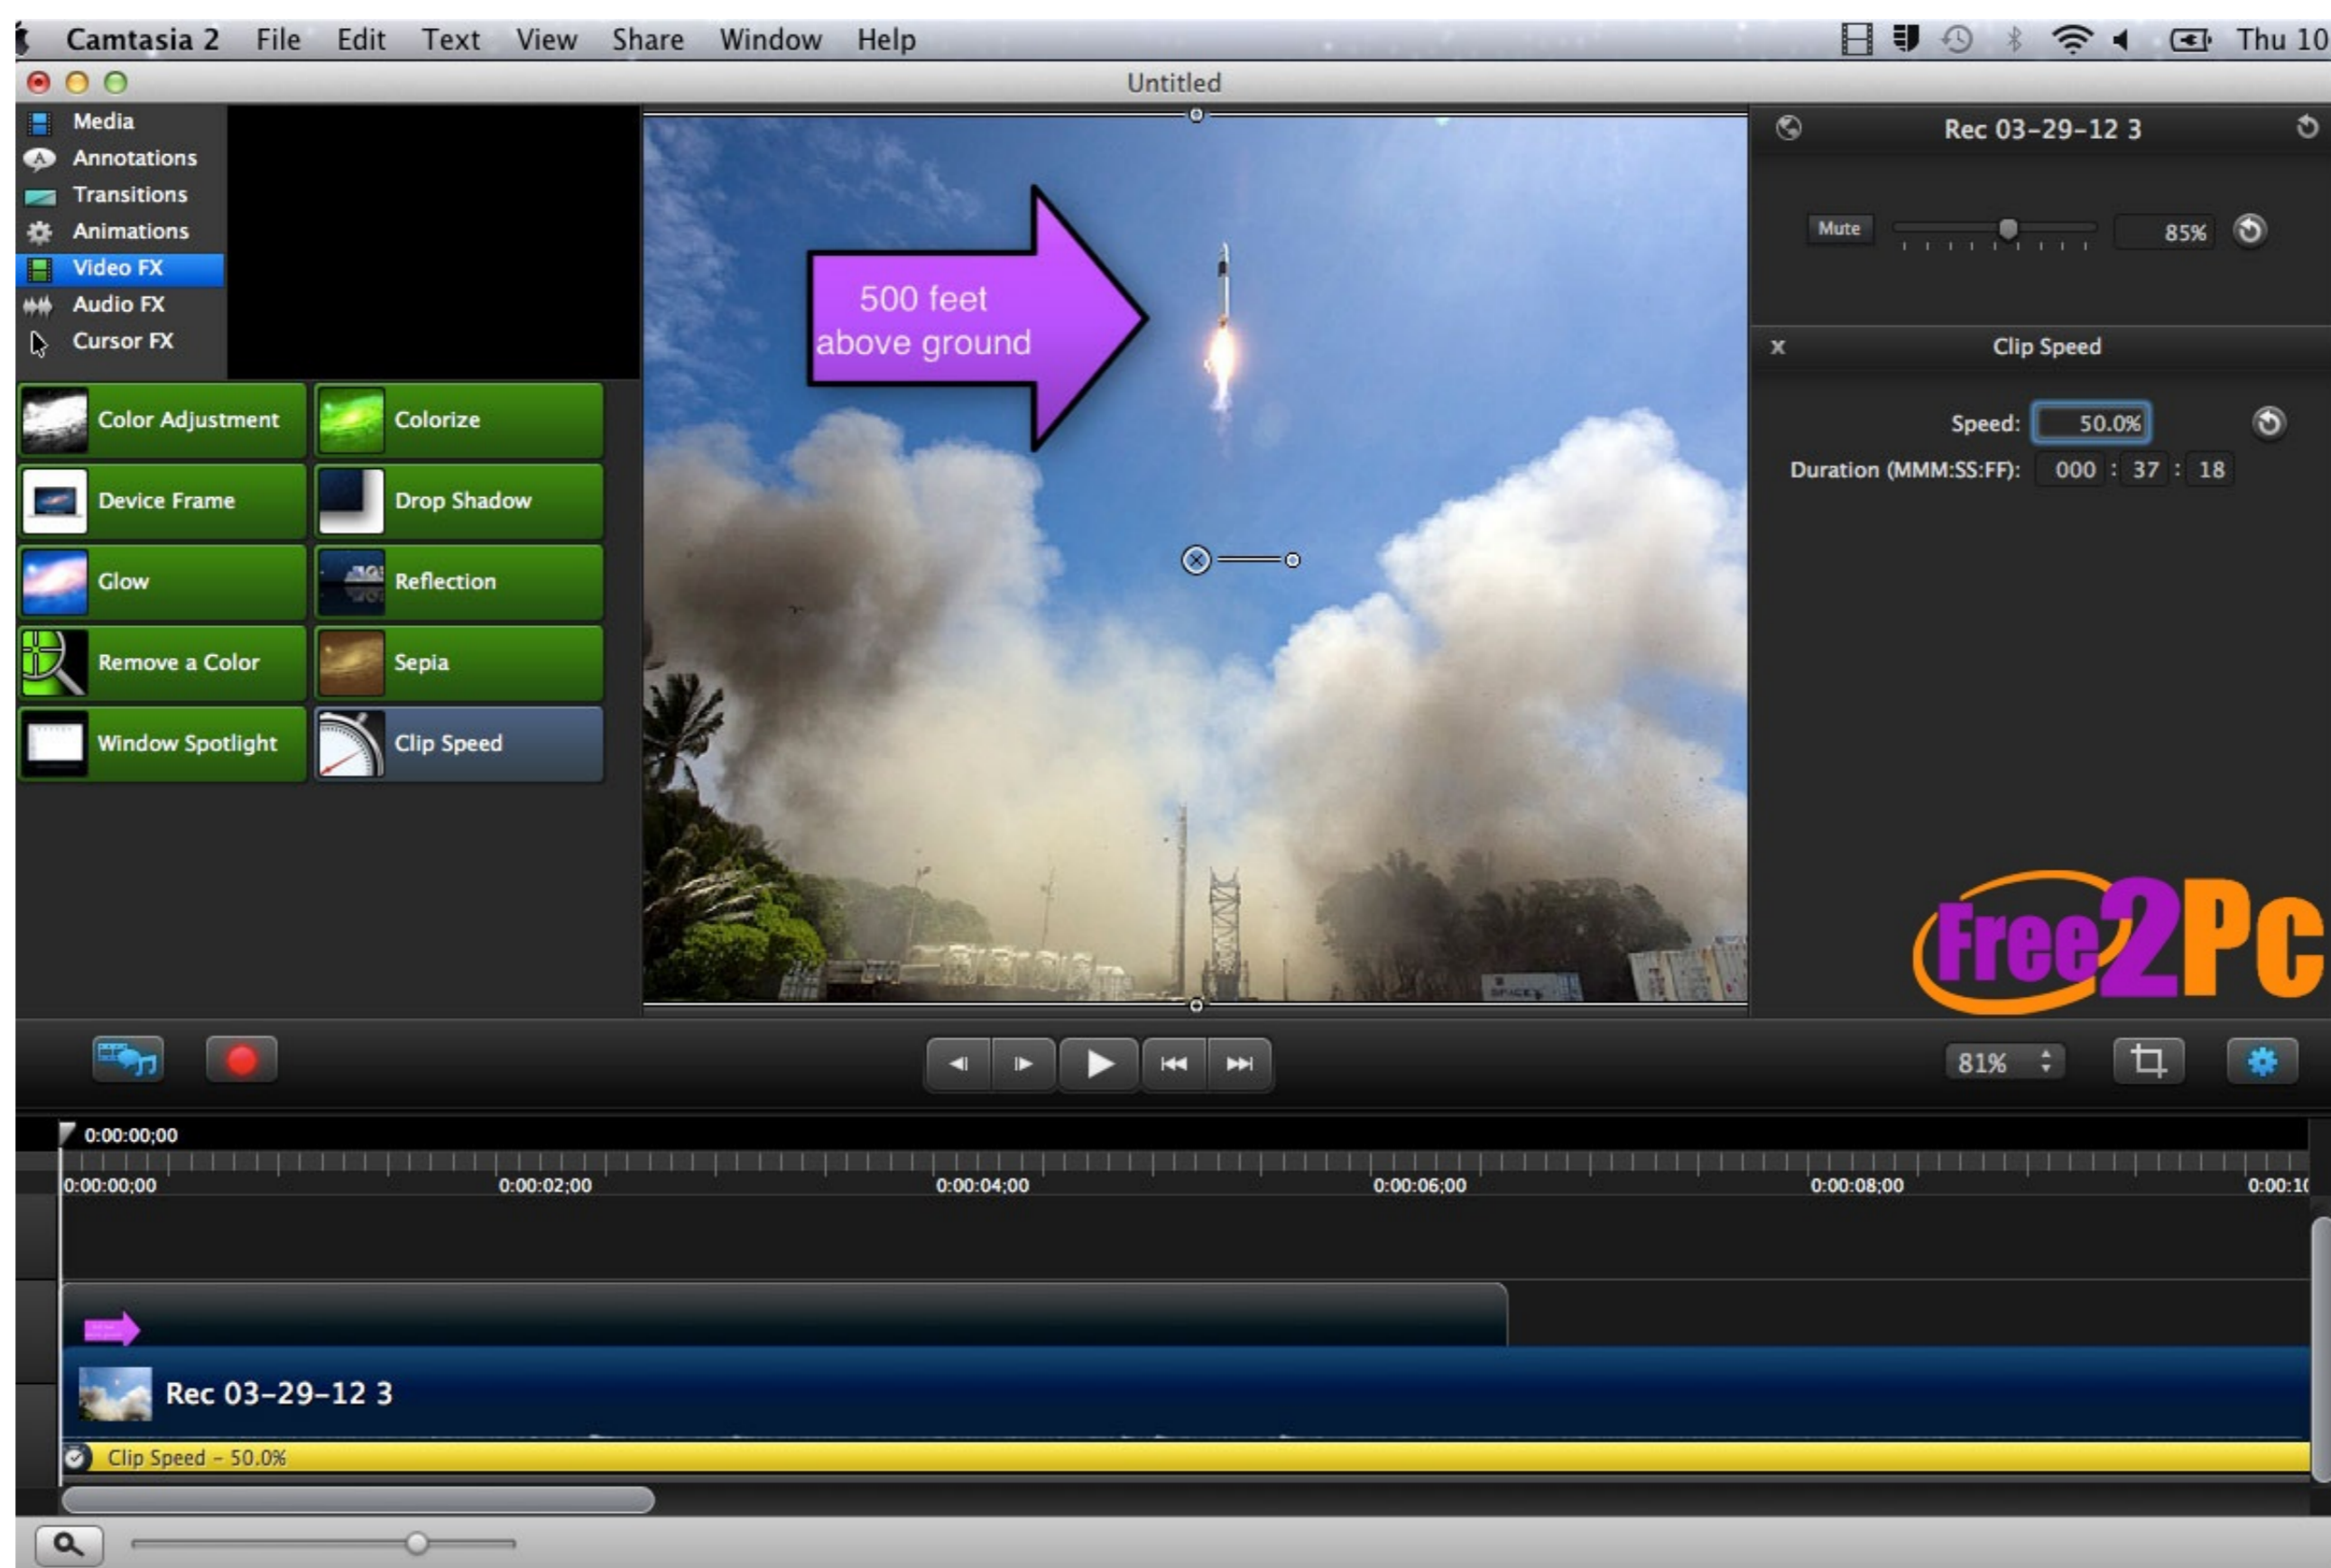 Camtasia 2 File Edit Text View Share Window Help Thu 10
Untitled
Media
Annotations
Transitions
Animations
Video FX
Audio FX
Cursor FX
Color Adjustment Colorize
Device Frame Drop Shadow
Glow Reflection
Remove a Color Sepia
Window Spotlight Clip Speed
500 feet
above ground
Rec 03-29-12 3
Mute 85%
x Clip Speed
Speed: 50.0%
Duration (MMM:SS:FF): 000 : 37 : 18
Free2Pc
81%
0:00:00;00
0:00:00;00 0:00:02;00 0:00:04;00 0:00:06;00 0:00:08;00 0:00:10
Rec 03-29-12 3
Clip Speed - 50.0%